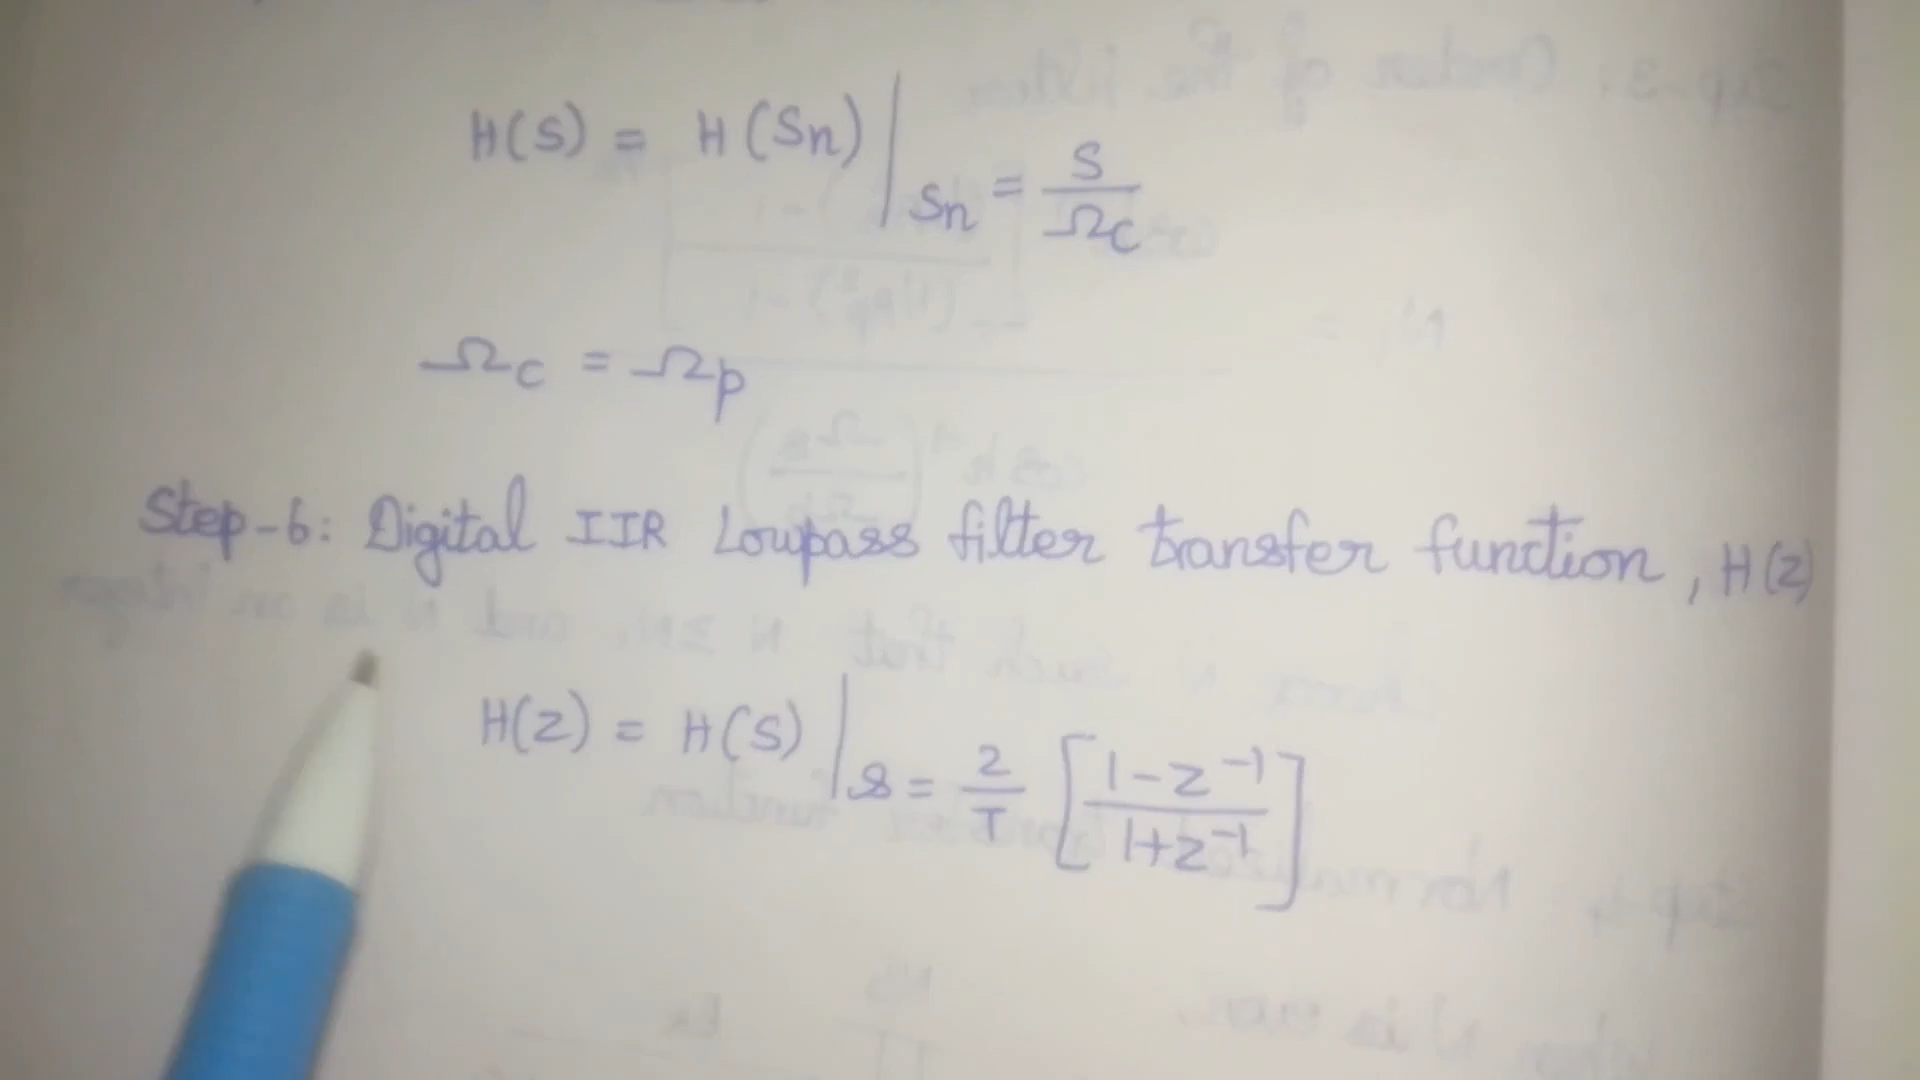 H(S) = H(Sn) | Sn = S/Ωc
Ωc = Ωp
Step-6: Digital IIR Lowpass filter transfer function, H(z)
H(z) = H(S) | s = 2/T [1-z⁻¹/1+z⁻¹]